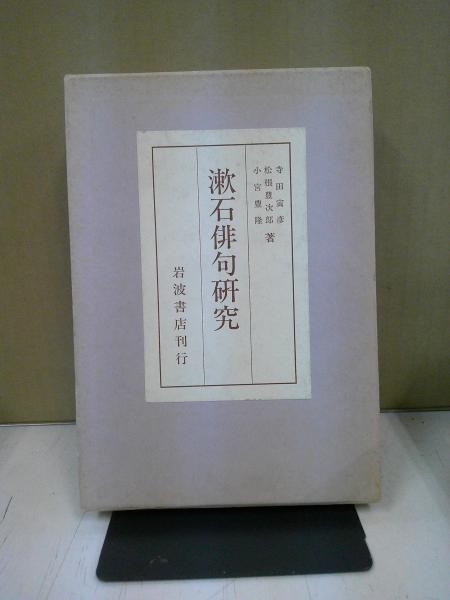 寺田寅彦
松根豊次郎
小宮豊隆
著
漱石俳句研究
岩波書店刊行